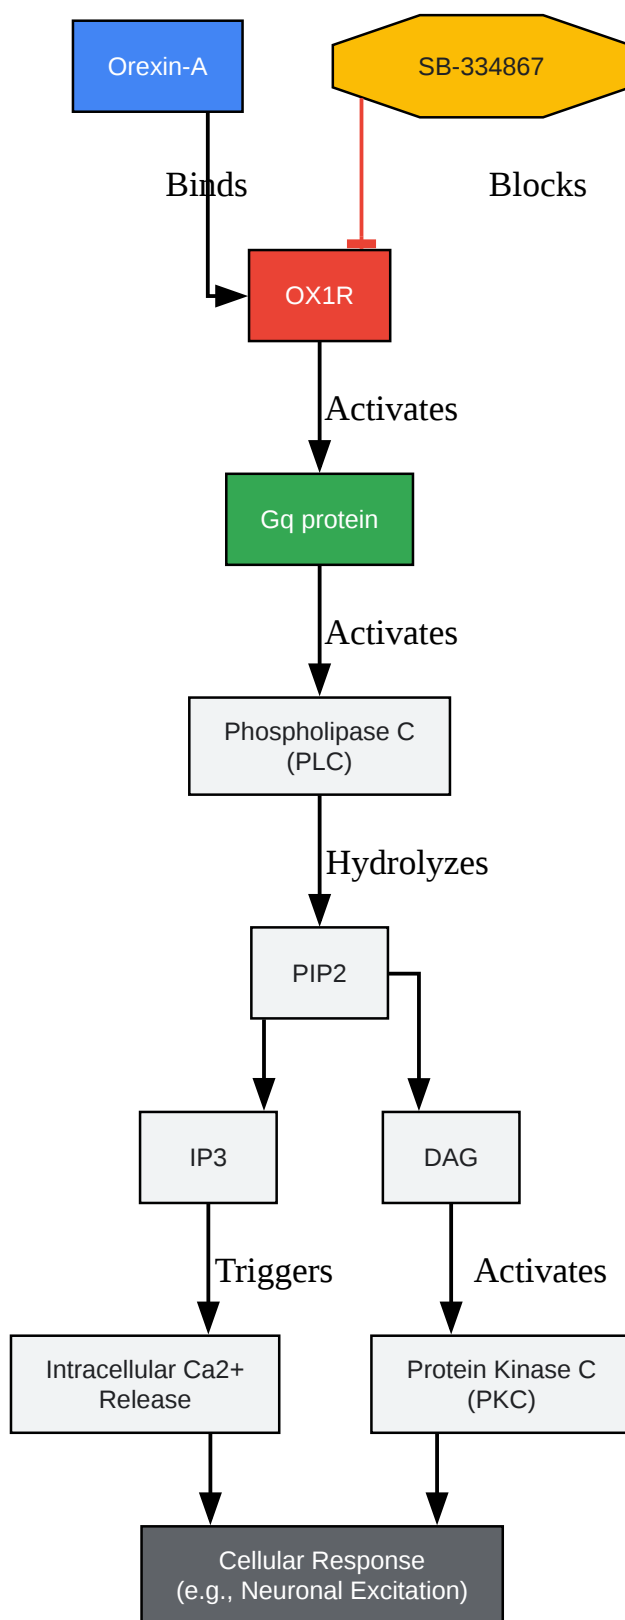 Orexin-A
SB-334867
Binds
Blocks
OX1R
Activates
Gq protein
Activates
Phospholipase C
(PLC)
Hydrolyzes
PIP2
IP3
DAG
Triggers
Activates
Intracellular Ca2+
Release
Protein Kinase C
(PKC)
Cellular Response
(e.g., Neuronal Excitation)